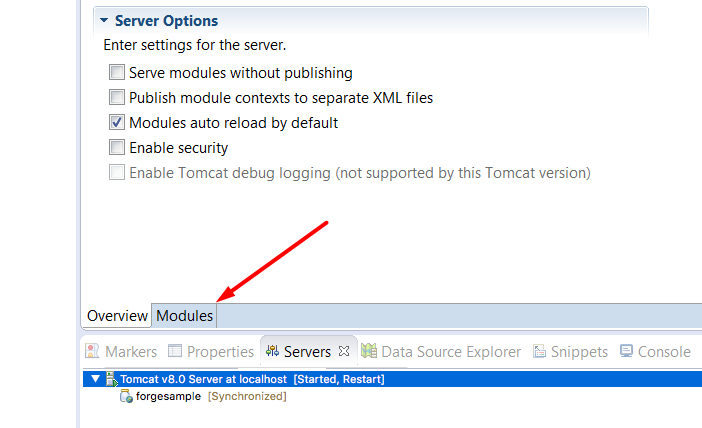 Server Options
Enter settings for the server.
Serve modules without publishing
Publish module contexts to separate XML files
Modules auto reload by default
Enable security
Enable Tomcat debug logging (not supported by this Tomcat version)
Overview Modules
Markers Properties Servers Data Source Explorer Snippets Console
Tomcat v8.0 Server at localhost [Started, Restart]
forgesample [Synchronized]